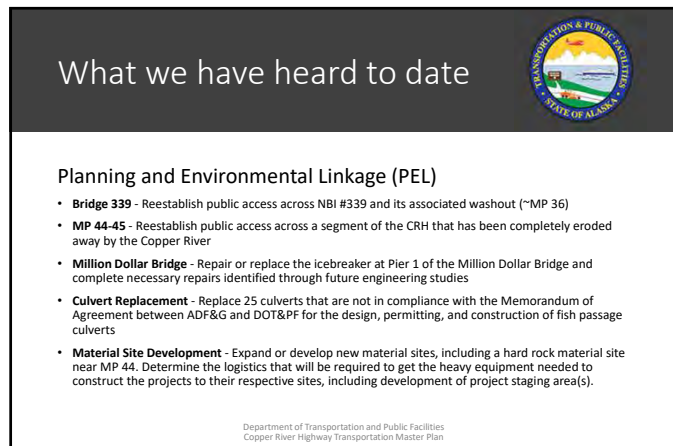 What we have heard to date
TRANSPORTATION & PUBLIC FACILITIES
STATE OF ALASKA
Planning and Environmental Linkage (PEL)
• Bridge 339 - Reestablish public access across NBI #339 and its associated washout (~MP 36)
• MP 44-45 - Reestablish public access across a segment of the CRH that has been completely eroded
away by the Copper River
• Million Dollar Bridge - Repair or replace the icebreaker at Pier 1 of the Million Dollar Bridge and
complete necessary repairs identified through future engineering studies
• Culvert Replacement - Replace 25 culverts that are not in compliance with the Memorandum of
Agreement between ADF&G and DOT&PF for the design, permitting, and construction of fish passage
culverts
• Material Site Development - Expand or develop new material sites, including a hard rock material site
near MP 44. Determine the logistics that will be required to get the heavy equipment needed to
construct the projects to their respective sites, including development of project staging area(s).
Department of Transportation and Public Facilities
Copper River Highway Transportation Master Plan